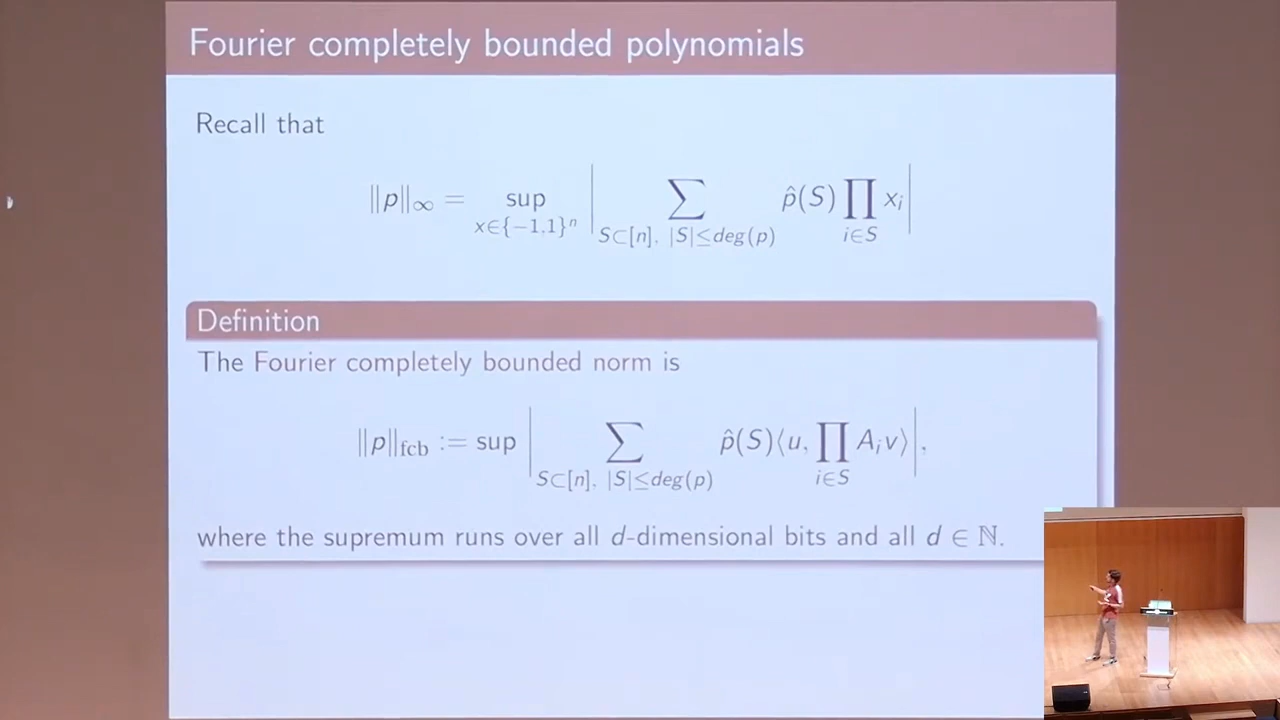 Fourier completely bounded polynomials
Recall that
‖p‖∞ = sup x∈{−1,1}ⁿ | ∑ S⊂[n], |S|≤deg(p) p̂(S) ∏ i∈S xᵢ |
Definition
The Fourier completely bounded norm is
‖p‖fcb := sup | ∑ S⊂[n], |S|≤deg(p) p̂(S)⟨u, ∏ i∈S Aᵢv⟩ |,
where the supremum runs over all d-dimensional bits and all d ∈ ℕ.